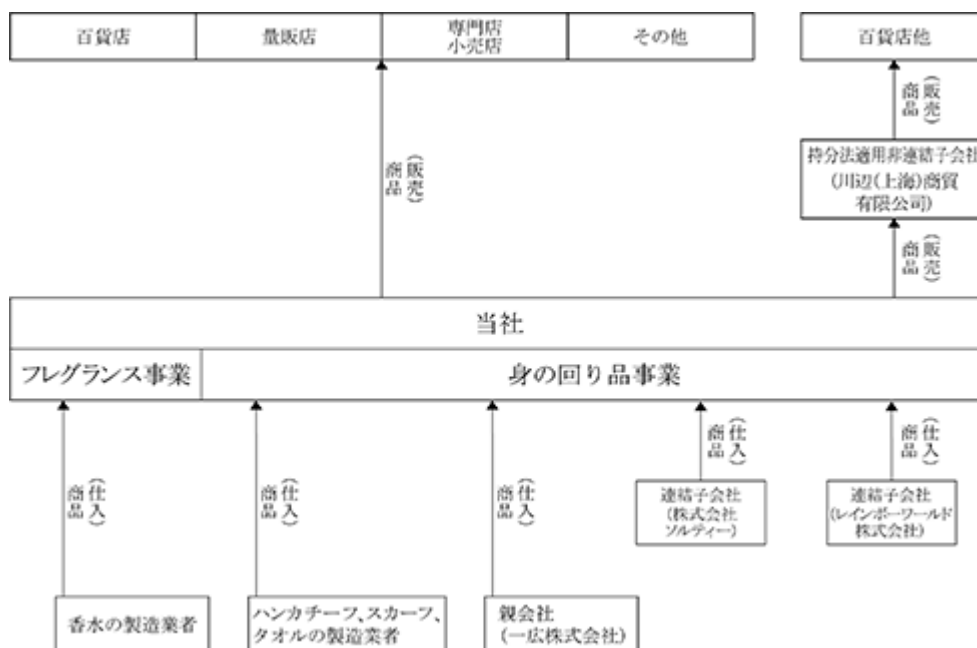 百貨店
量販店
専門店
小売店
その他
百貨店他
商品
(販売)
持分法適用非連結子会社
(川辺(上海)商貿
有限公司)
商品
(販売)
商品
(販売)
当社
フレグランス事業
身の回り品事業
商品
(仕入)
商品
(仕入)
商品
(仕入)
商品
(仕入)
商品
(仕入)
連結子会社
(株式会社
ソルティー)
連結子会社
(レインボーワールド
株式会社)
香水の製造業者
ハンカチーフ、スカーフ、
タオルの製造業者
親会社
(一広株式会社)